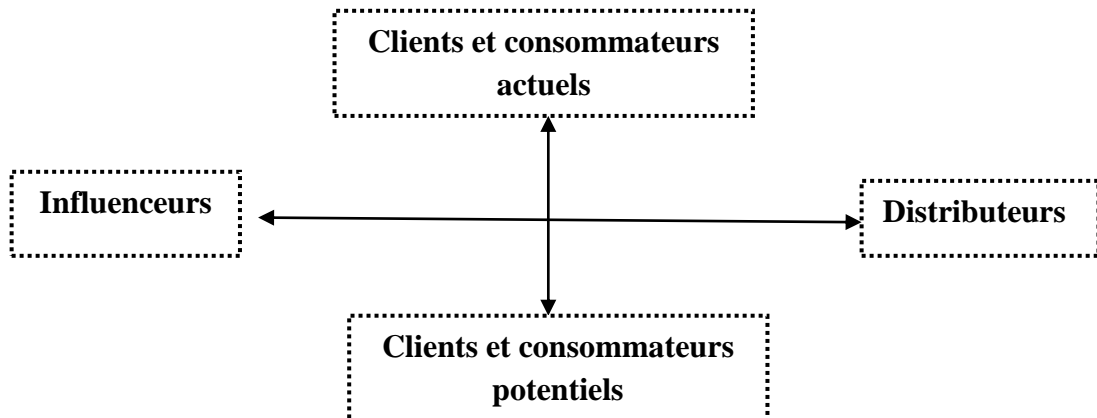 Clients et consommateurs
actuels
Influenceurs
Distributeurs
Clients et consommateurs
potentiels